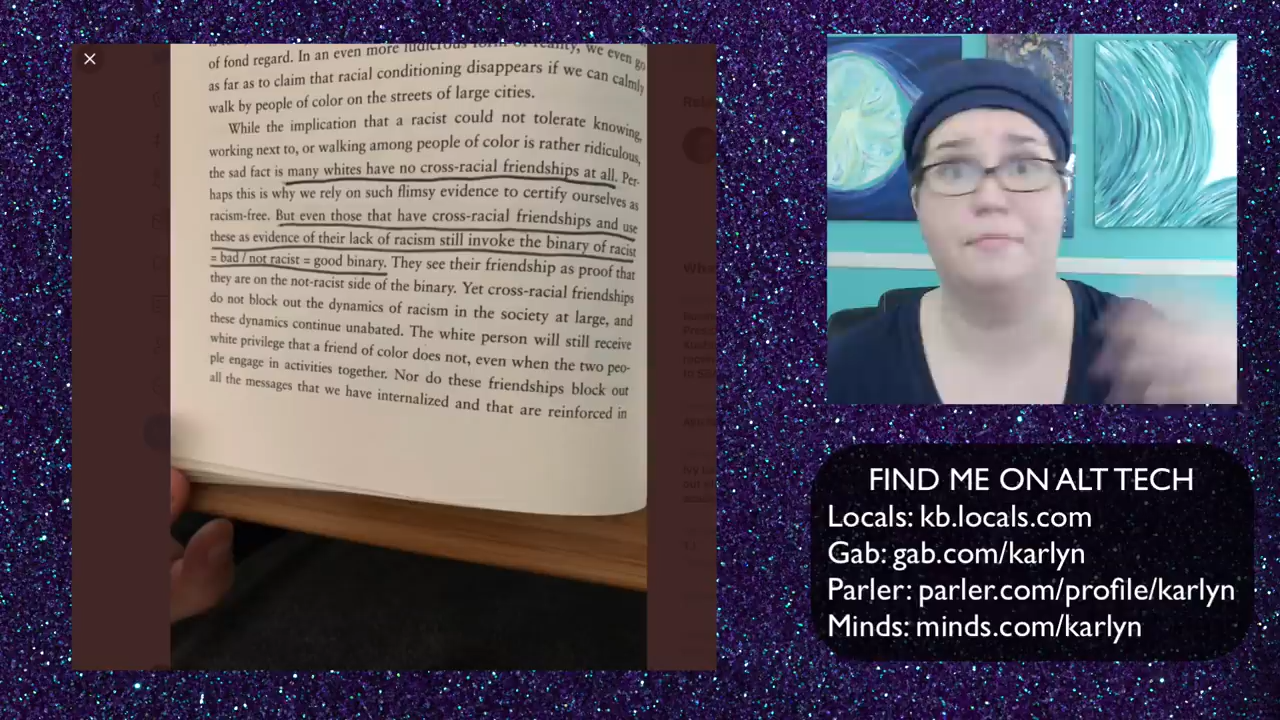 of fond regard. In an even more ludicrous form of reality, we even go
as far as to claim that racial conditioning disappears if we can calmly
walk by people of color on the streets of large cities.
While the implication that a racist could not tolerate knowing,
working next to, or walking among people of color is rather ridiculous,
the sad fact is many whites have no cross-racial friendships at all. Per-
haps this is why we rely on such flimsy evidence to certify ourselves as
racism-free. But even those that have cross-racial friendships and use
these as evidence of their lack of racism still invoke the binary of racist
= bad / not racist = good binary. They see their friendship as proof that
they are on the not-racist side of the binary. Yet cross-racial friendships
do not block out the dynamics of racism in the society at large, and
these dynamics continue unabated. The white person will still receive
white privilege that a friend of color does not, even when the two peo-
ple engage in activities together. Nor do these friendships block out
all the messages that we have internalized and that are reinforced in
FIND ME ON ALT TECH
Locals: kb.locals.com
Gab: gab.com/karlyn
Parler: parler.com/profile/karlyn
Minds: minds.com/karlyn